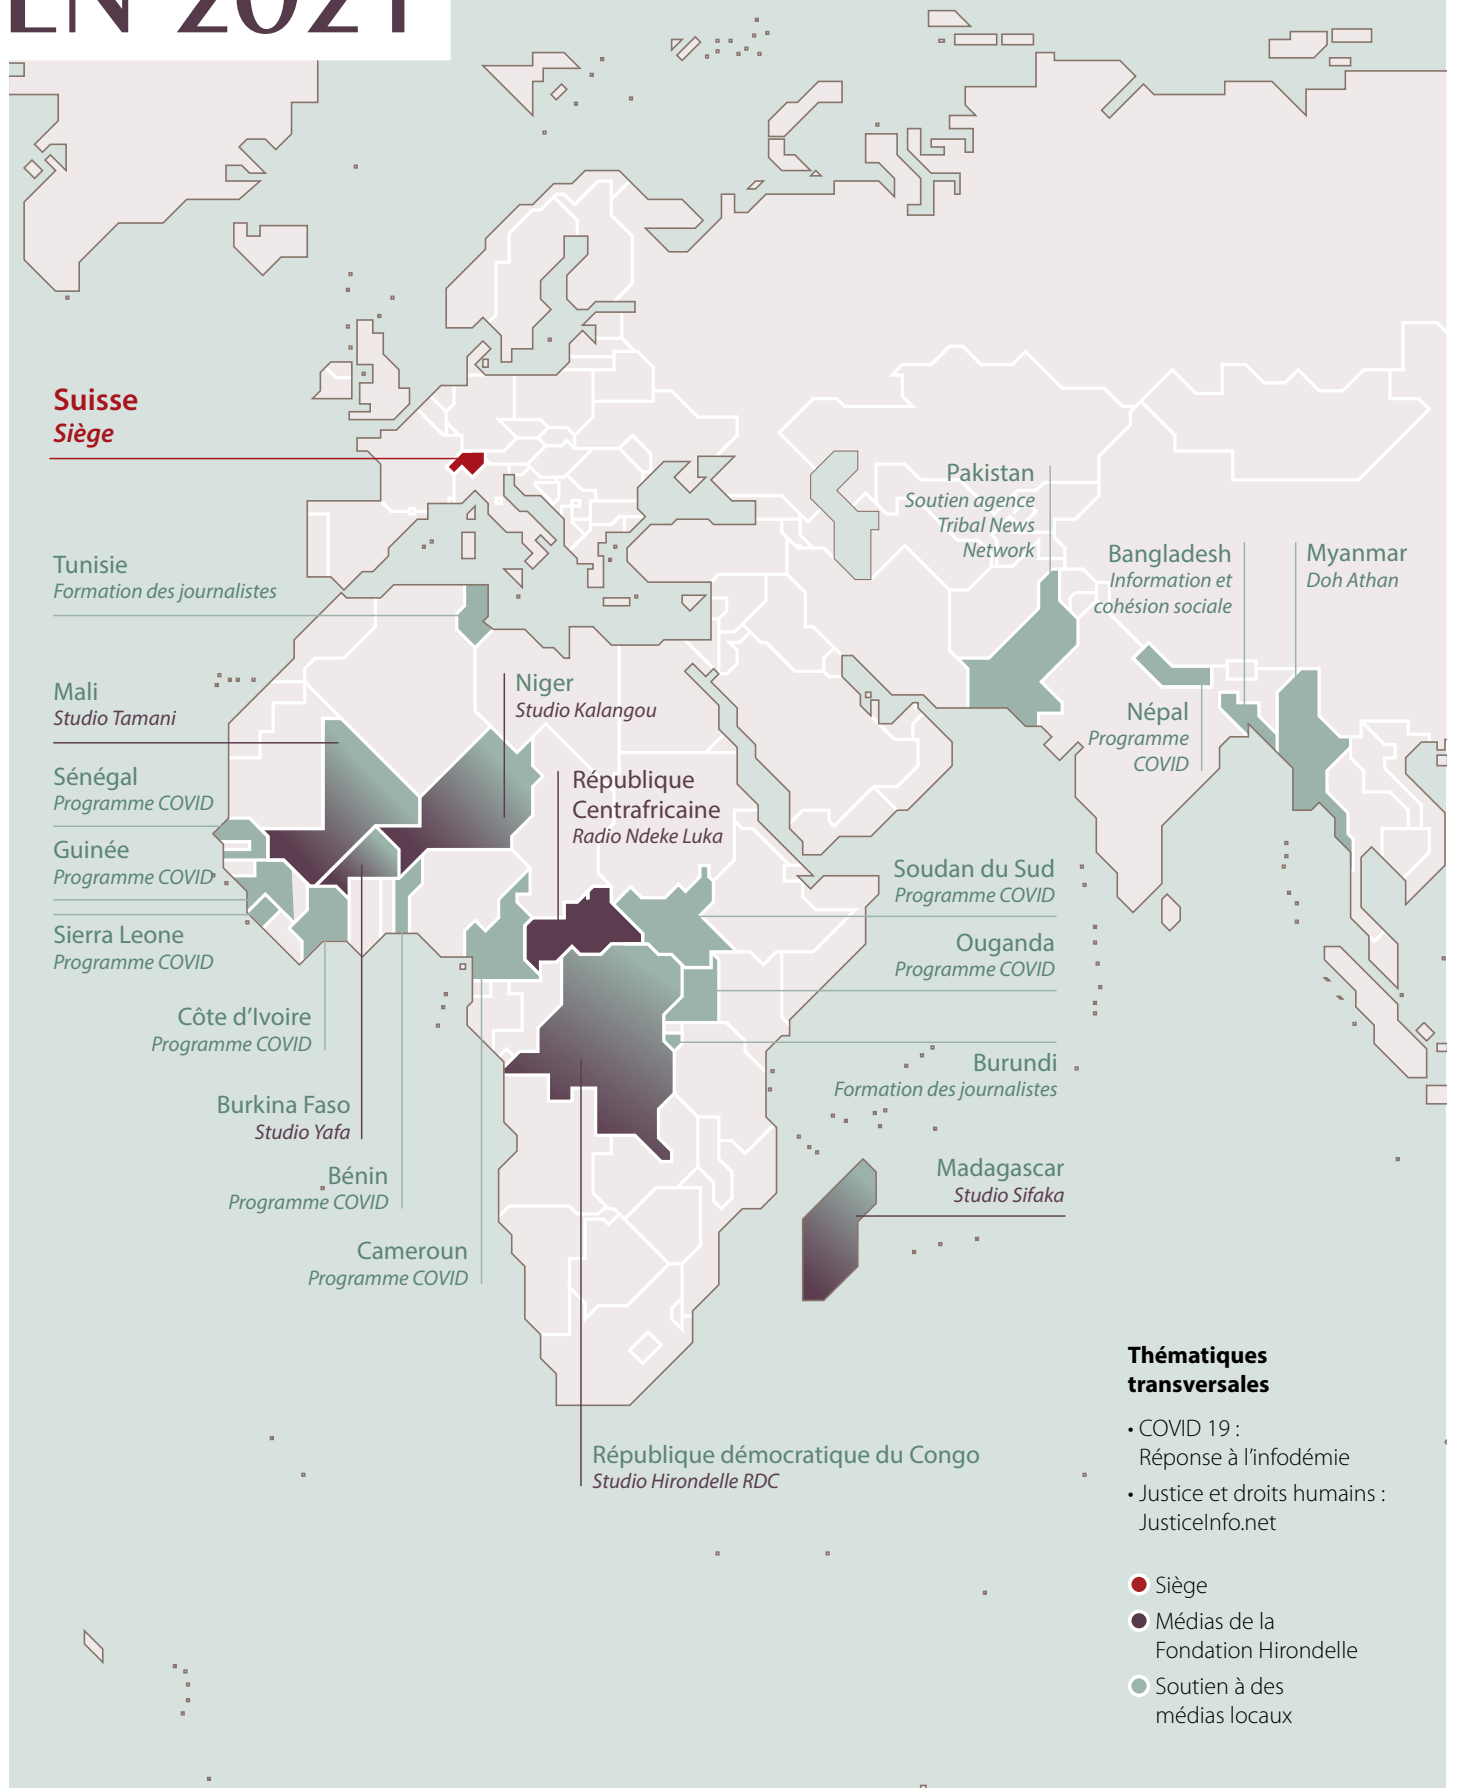 EN 2021
Suisse
Siège
Tunisie
Formation des journalistes
Mali
Studio Tamani
Sénégal
Programme COVID
Guinée
Programme COVID
Sierra Leone
Programme COVID
Côte d’Ivoire
Programme COVID
Burkina Faso
Studio Yafa
Bénin
Programme COVID
Cameroun
Programme COVID
Niger
Studio Kalangou
République
Centrafricaine
Radio Ndeke Luka
Pakistan
Soutien agence
Tribal News
Network
Bangladesh
Information et
cohésion sociale
Myanmar
Doh Athan
Népal
Programme
COVID
Soudan du Sud
Programme COVID
Ouganda
Programme COVID
Burundi
Formation des journalistes
Madagascar
Studio Sifaka
République démocratique du Congo
Studio Hirondelle RDC
Thématiques
transversales
• COVID 19 :
Réponse à l’infodémie
• Justice et droits humains :
JusticeInfo.net
Siège
Médias de la
Fondation Hirondelle
Soutien à des
médias locaux